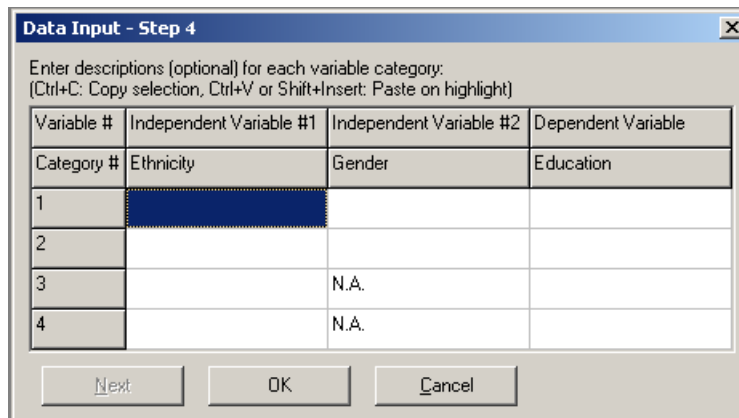 Data Input - Step 4
Enter descriptions (optional) for each variable category:
(Ctrl+C: Copy selection, Ctrl+V or Shift+Insert: Paste on highlight)
Variable # Independent Variable #1 Independent Variable #2 Dependent Variable
Category # Ethnicity Gender Education
1
2
3 N.A.
4 N.A.
Next OK Cancel